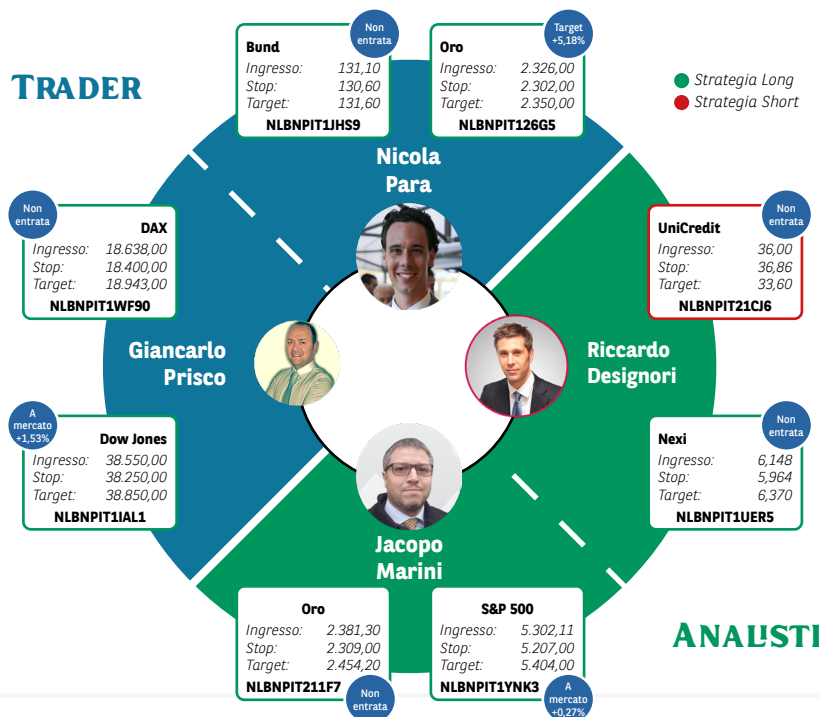 TRADER
Non
entrata
Bund
Ingresso: 131,10
Stop: 130,60
Target: 131,60
NLBNPIT1JHS9
Target
+5,18%
Oro
Ingresso: 2.326,00
Stop: 2.302,00
Target: 2.350,00
NLBNPIT126G5
Strategia Long
Strategia Short
Nicola
Para
Non
entrata
DAX
Ingresso: 18.638,00
Stop: 18.400,00
Target: 18.943,00
NLBNPIT1WF90
Non
entrata
UniCredit
Ingresso: 36,00
Stop: 36,86
Target: 33,60
NLBNPIT21CJ6
Giancarlo
Prisco
Riccardo
Designori
A
mercato
+1,53%
Dow Jones
Ingresso: 38.550,00
Stop: 38.250,00
Target: 38.850,00
NLBNPIT1IAL1
Non
entrata
Nexi
Ingresso: 6,148
Stop: 5,964
Target: 6,370
NLBNPIT1UER5
Jacopo
Marini
Oro
Ingresso: 2.381,30
Stop: 2.309,00
Target: 2.454,20
NLBNPIT211F7
Non
entrata
S&P 500
Ingresso: 5.302,11
Stop: 5.207,00
Target: 5.404,00
NLBNPIT1YNK3
A
mercato
+0,27%
ANALISTI